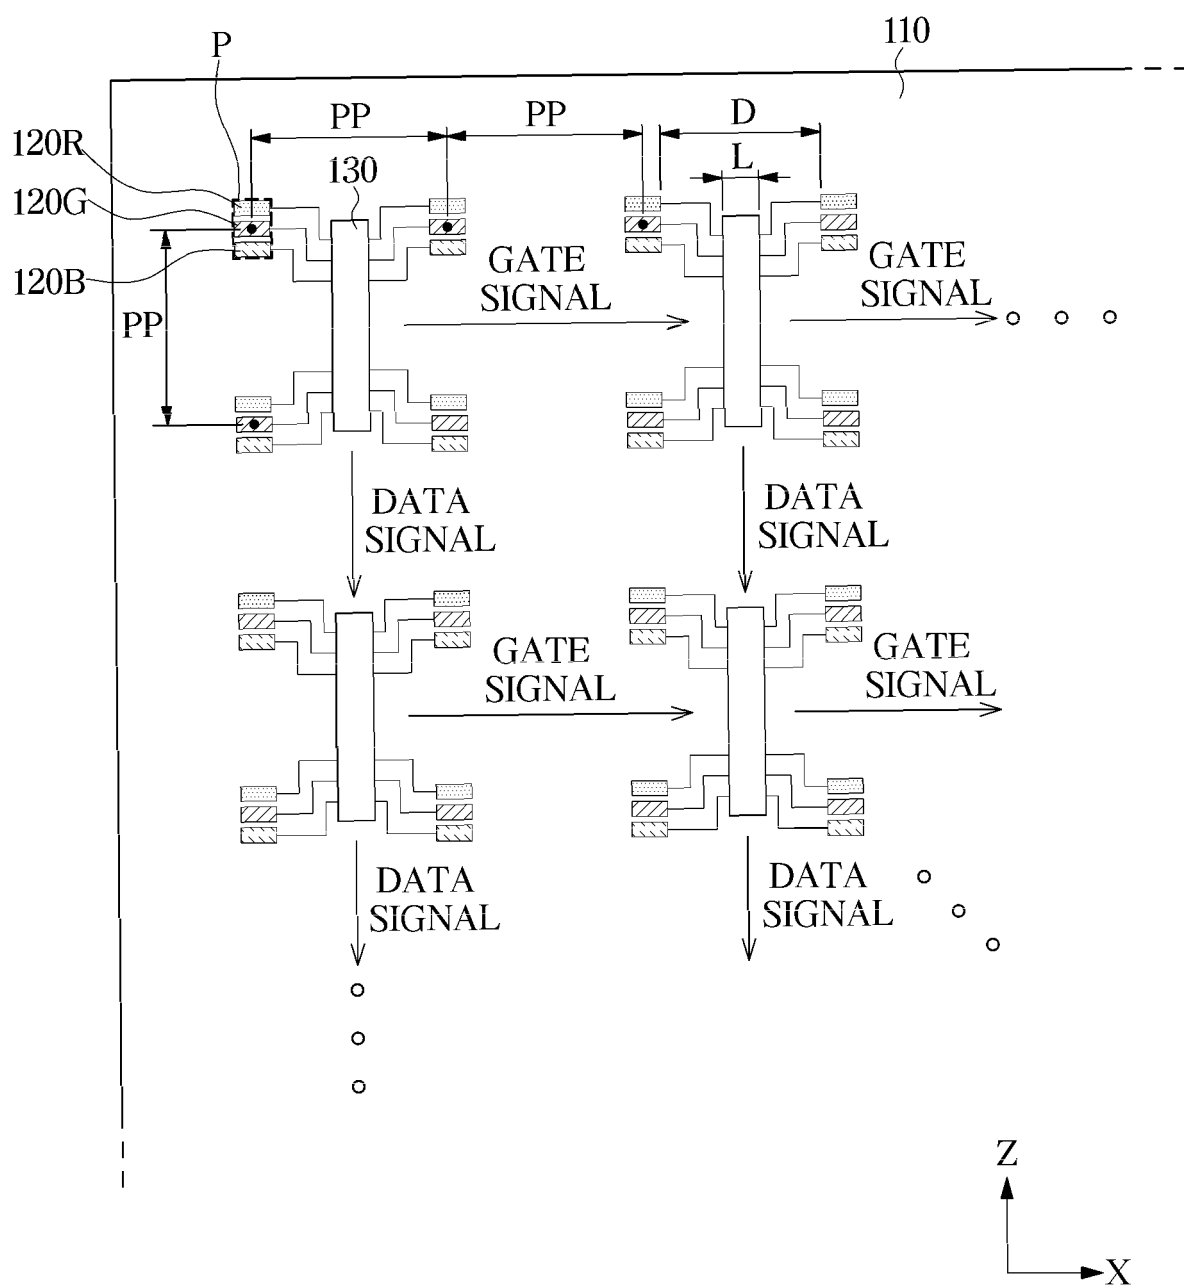 110
P
PP
PP
D
120R
130
L
120G
120B
GATE
SIGNAL
GATE
SIGNAL
PP
DATA
SIGNAL
DATA
SIGNAL
GATE
SIGNAL
GATE
SIGNAL
DATA
SIGNAL
DATA
SIGNAL
Z
X